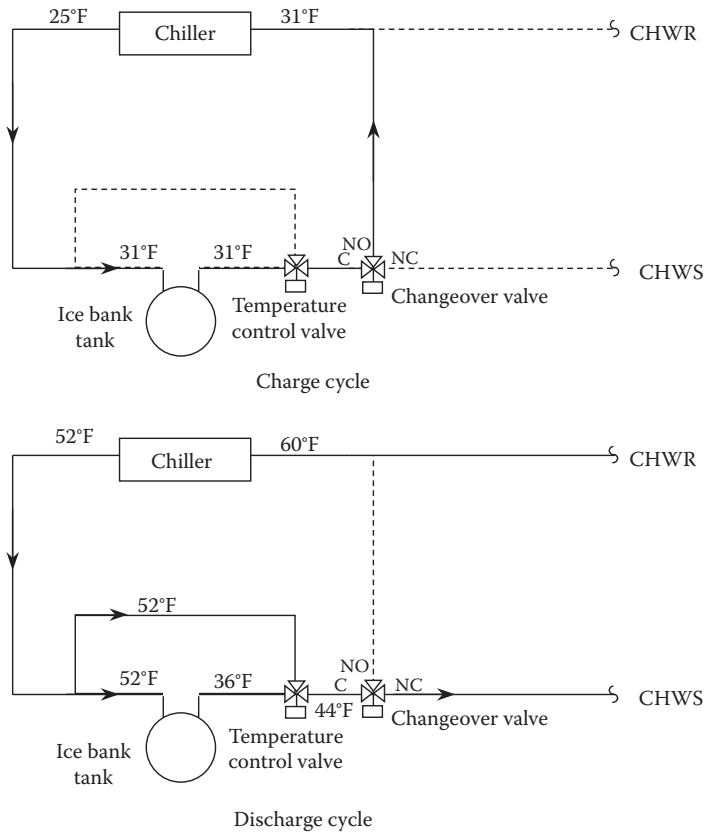 25°F
Chiller
31°F
CHWR
31°F
31°F
NO
C
NC
CHWS
Ice bank
tank
Temperature
control valve
Changeover valve
Charge cycle
52°F
Chiller
60°F
CHWR
52°F
52°F
36°F
NO
C
NC
44°F
CHWS
Ice bank
tank
Temperature
control valve
Changeover valve
Discharge cycle